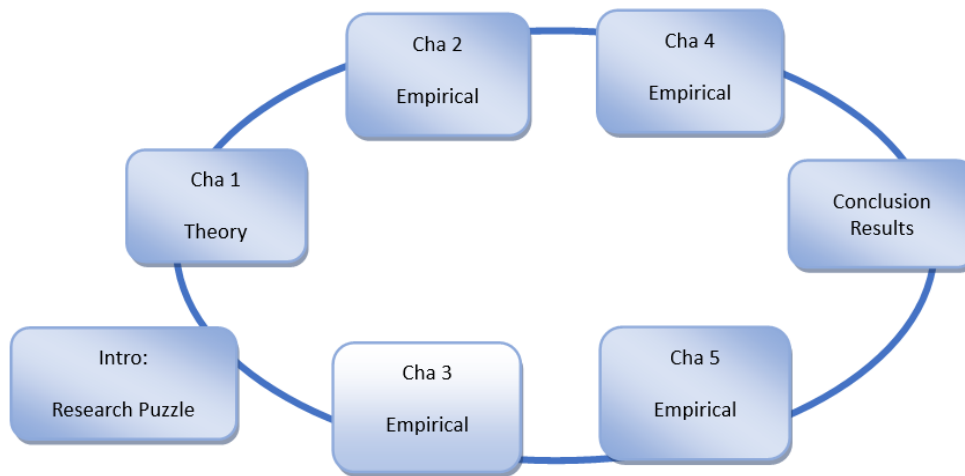 Cha 2
Empirical
Cha 4
Empirical
Cha 1
Theory
Conclusion
Results
Intro:
Research Puzzle
Cha 3
Empirical
Cha 5
Empirical